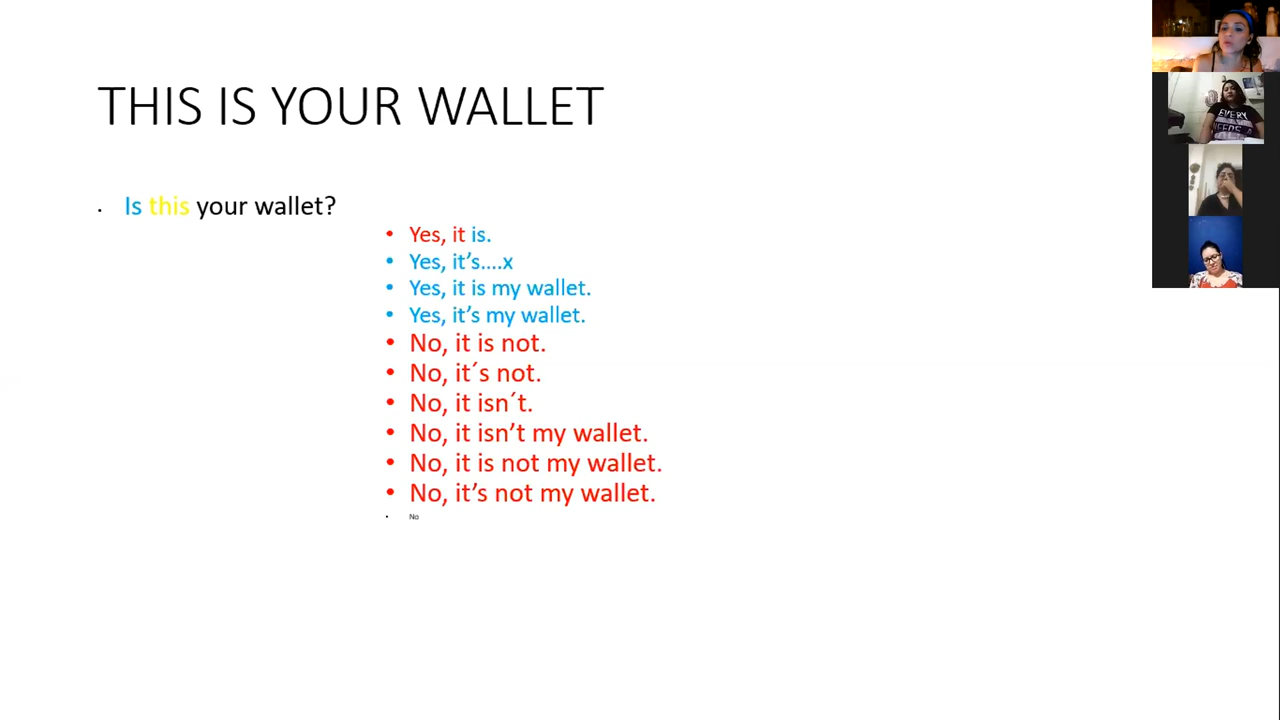 THIS IS YOUR WALLET
• Is this your wallet?
• Yes, it is.
• Yes, it’s....x
• Yes, it is my wallet.
• Yes, it’s my wallet.
• No, it is not.
• No, it´s not.
• No, it isn´t.
• No, it isn’t my wallet.
• No, it is not my wallet.
• No, it’s not my wallet.
• No
EVERY
NEEDS A